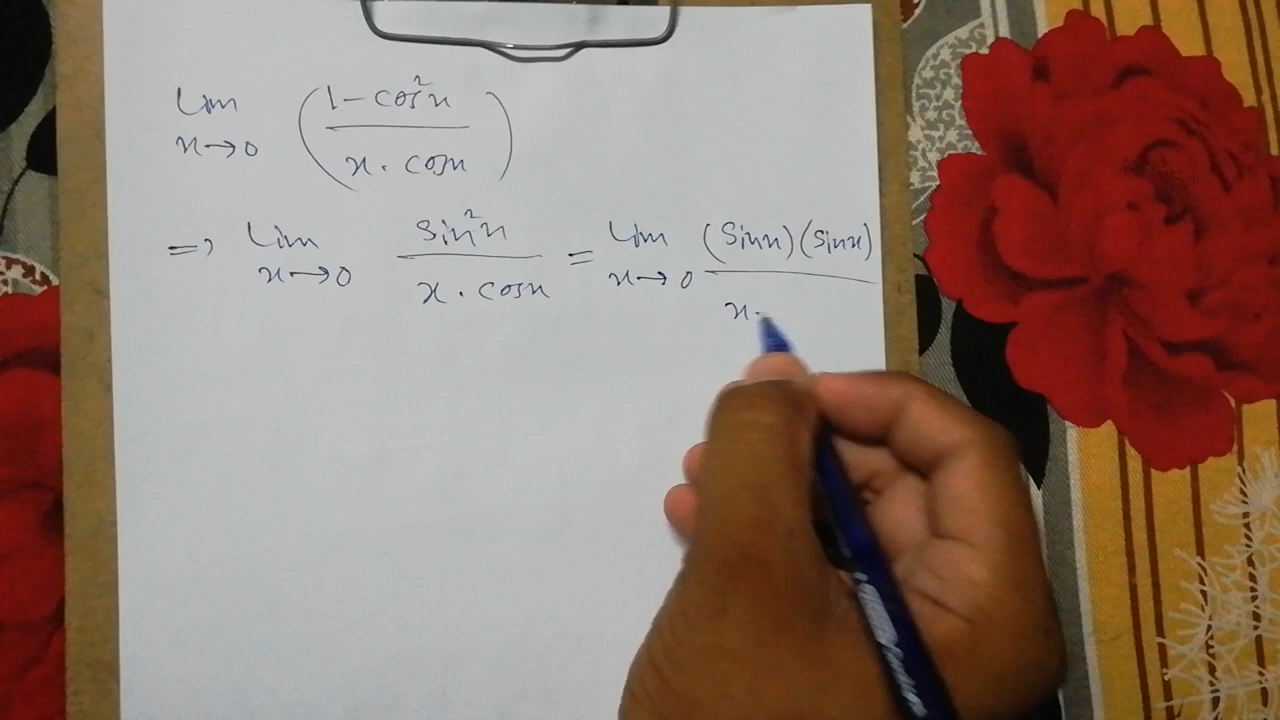 Lim x→0 (1-cos²x / x. cosx)
=> Lim x→0 sin²x / x. cosx = Lim x→0 (sinx)(sinx) / x.